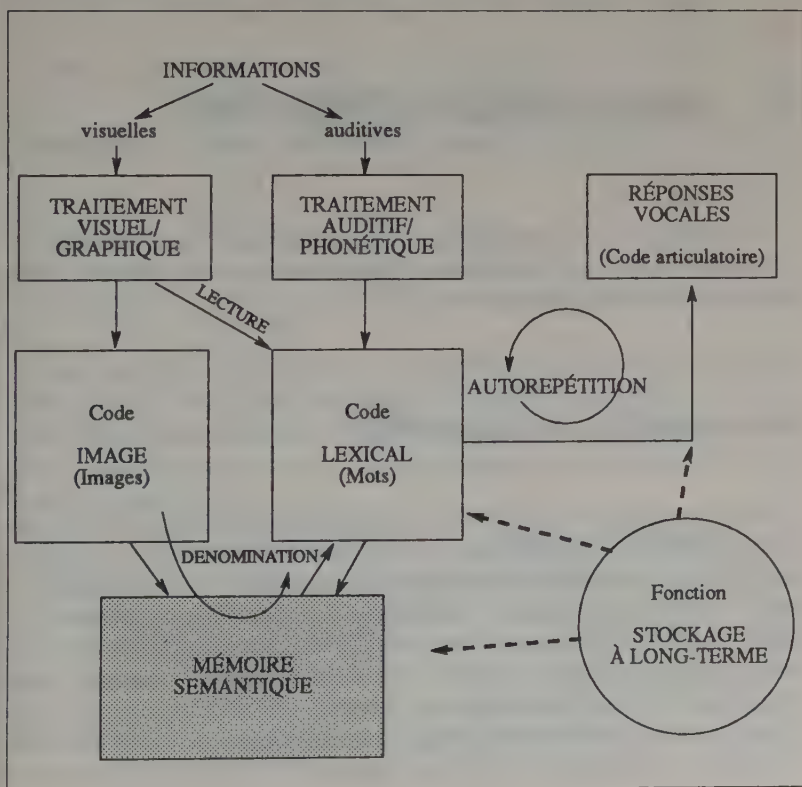 INFORMATIONS
visuelles
auditives
TRAITEMENT
VISUEL/
GRAPHIQUE
TRAITEMENT
AUDITIF/
PHONÉTIQUE
RÉPONSES
VOCALES
(Code articulatoire)
LECTURE
AUTOREPÉTITION
Code
IMAGE
(Images)
Code
LEXICAL
(Mots)
DENOMINATION
MÉMOIRE
SEMANTIQUE
Fonction
STOCKAGE
À LONG-TERME